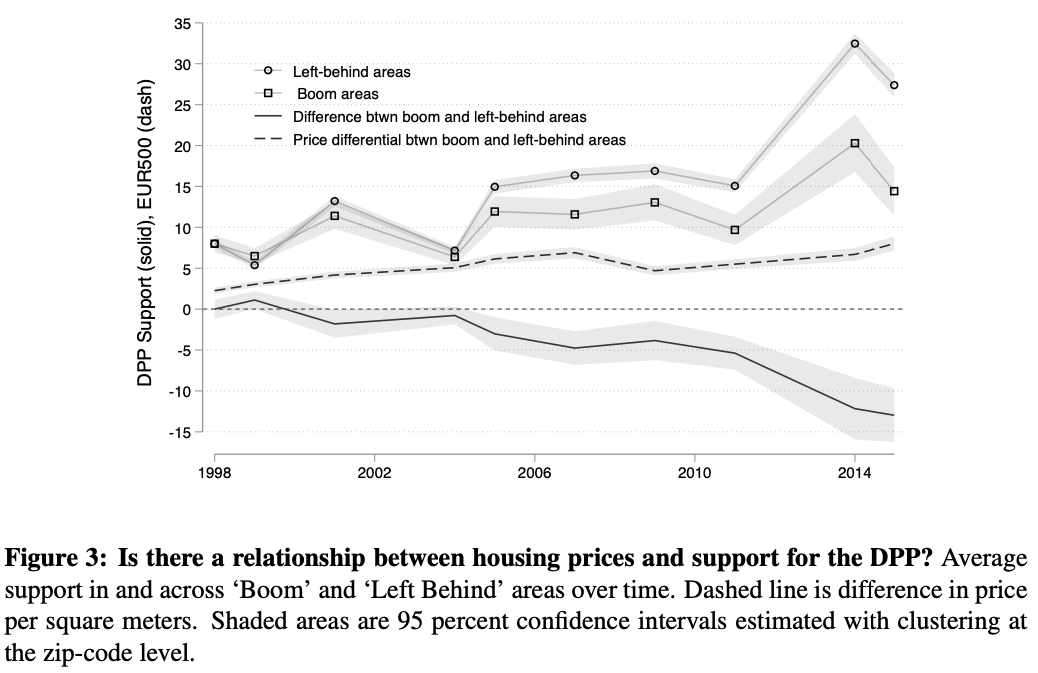 35
30
25
20
15
10
5
0
-5
-10
-15
DPP Support (solid), EUR500 (dash)
Left-behind areas
Boom areas
Difference btwn boom and left-behind areas
Price differential btwn boom and left-behind areas
1998
2002
2006
2010
2014
Figure 3: Is there a relationship between housing prices and support for the DPP? Average
support in and across ‘Boom’ and ‘Left Behind’ areas over time. Dashed line is difference in price
per square meters. Shaded areas are 95 percent confidence intervals estimated with clustering at
the zip-code level.